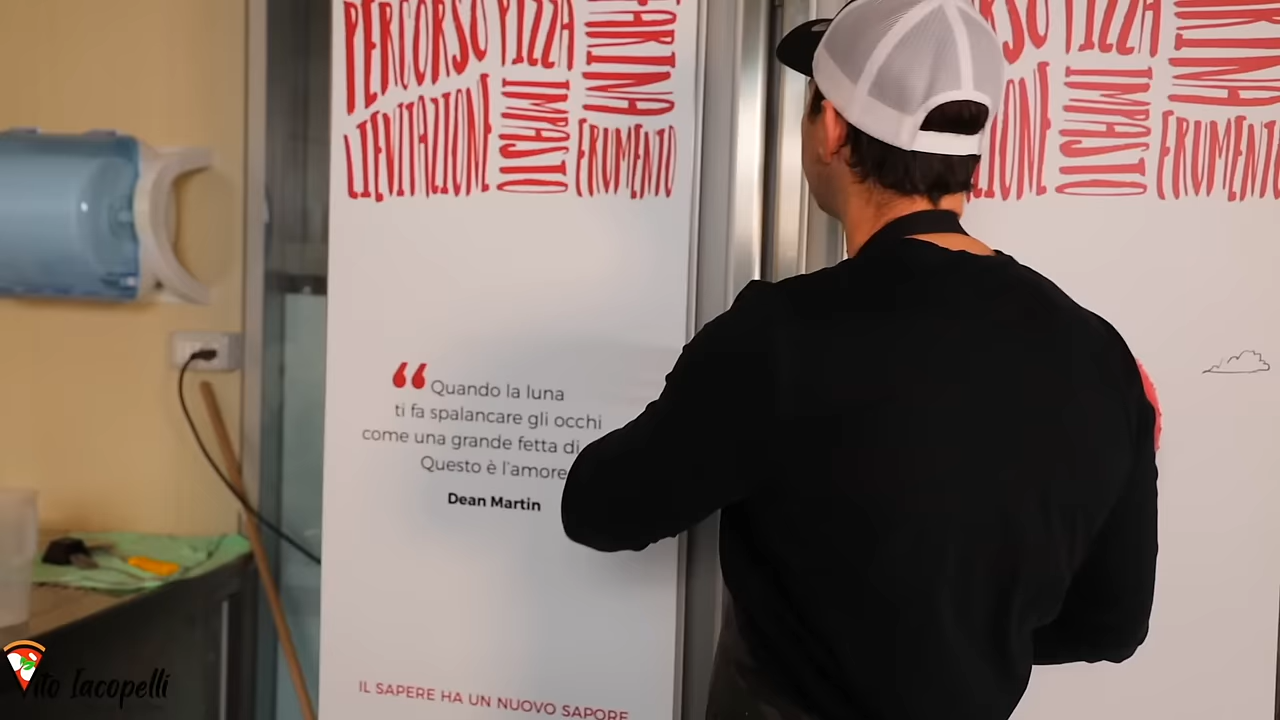 PERCORSO PIZZA FARINA
LIEVITAZIONE IMPASTO FRUMENTO
“ Quando la luna
ti fa spalancare gli occhi
come una grande fetta di
Questo è l'amore
Dean Martin
IL SAPERE HA UN NUOVO SAPORE
PIZZA
IMPASTO FRUMENTO
Vito Iacopelli